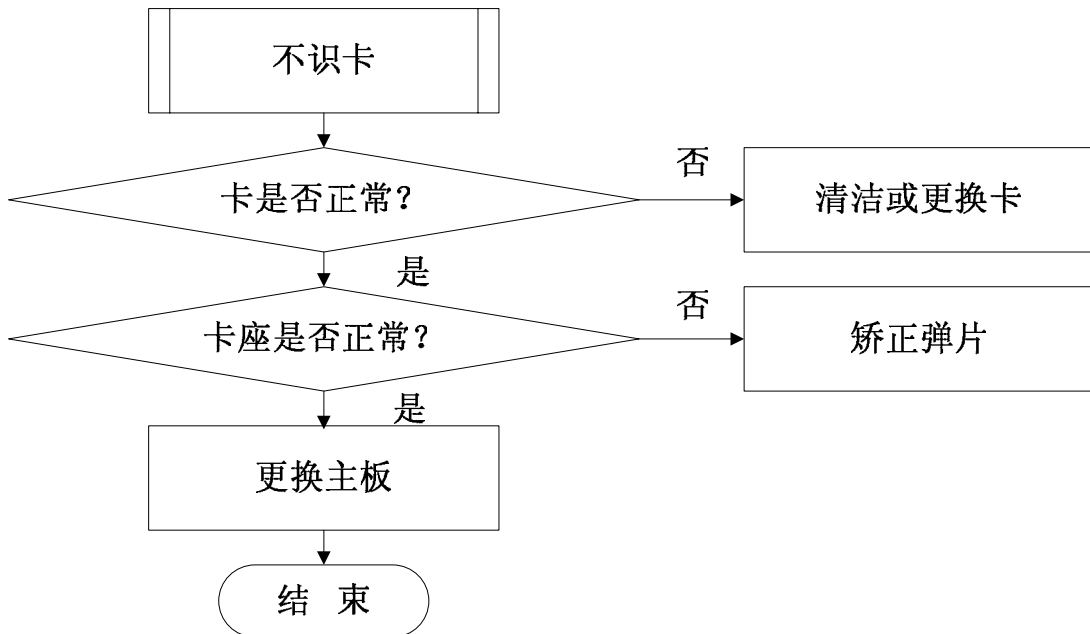 不识卡
卡是否正常？
否
清洁或更换卡
是
卡座是否正常？
否
矫正弹片
是
更换主板
结 束